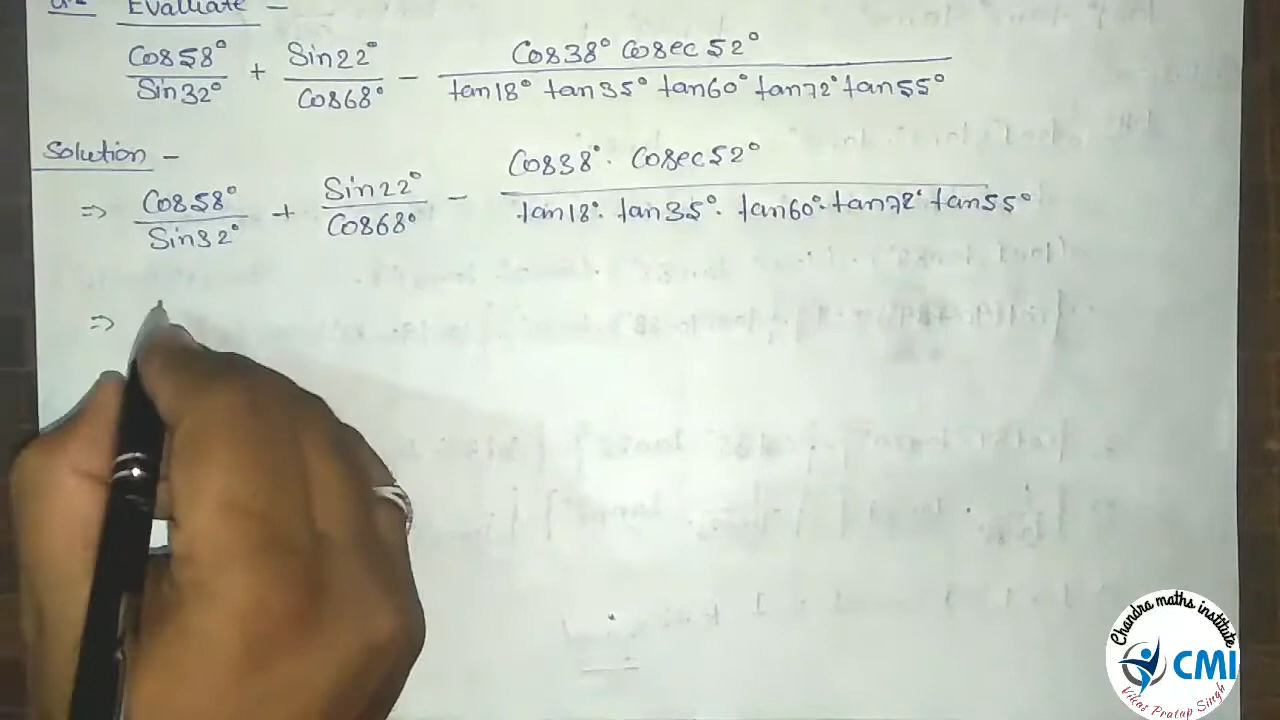 Evaluate -
Cos58° / Sin32° + Sin22° / Cos68° - Cos38° Cosec52° / tan18° tan35° tan60° tan72° tan55°
Solution -
⇒ Cos58° / Sin32° + Sin22° / Cos68° - Cos38° · Cosec52° / tan18° · tan35° · tan60° · tan72° tan55°
⇒
Chandra maths institute
CMI
Vikas Pratap Singh